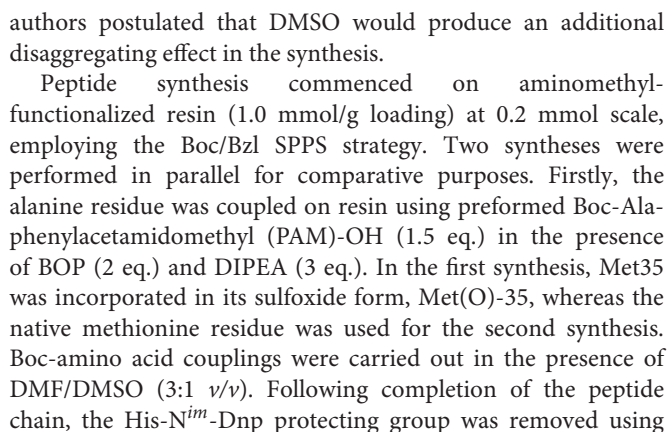 authors postulated that DMSO would produce an additional
disaggregating effect in the synthesis.
Peptide synthesis commenced on aminomethyl-
functionalized resin (1.0 mmol/g loading) at 0.2 mmol scale,
employing the Boc/Bzl SPPS strategy. Two syntheses were
performed in parallel for comparative purposes. Firstly, the
alanine residue was coupled on resin using preformed Boc-Ala-
phenylacetamidomethyl (PAM)-OH (1.5 eq.) in the presence
of BOP (2 eq.) and DIPEA (3 eq.). In the first synthesis, Met35
was incorporated in its sulfoxide form, Met(O)-35, whereas the
native methionine residue was used for the second synthesis.
Boc-amino acid couplings were carried out in the presence of
DMF/DMSO (3:1 v/v). Following completion of the peptide
chain, the His-N^im-Dnp protecting group was removed using